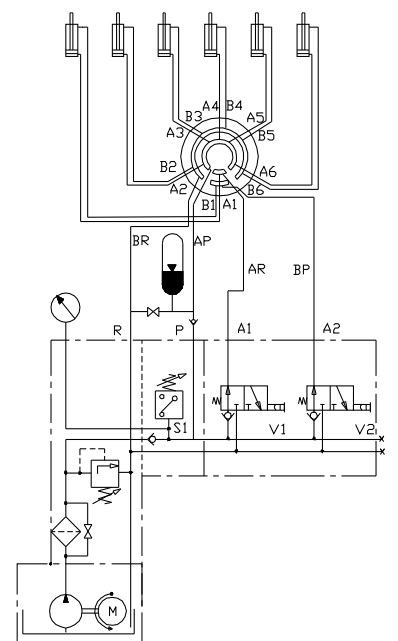 A4 B4
B3 A5
A3 B5
B2 A6
A2 B6
B1 A1
BR AP
AR BP
R P A1 A2
S1 V1 V2
M